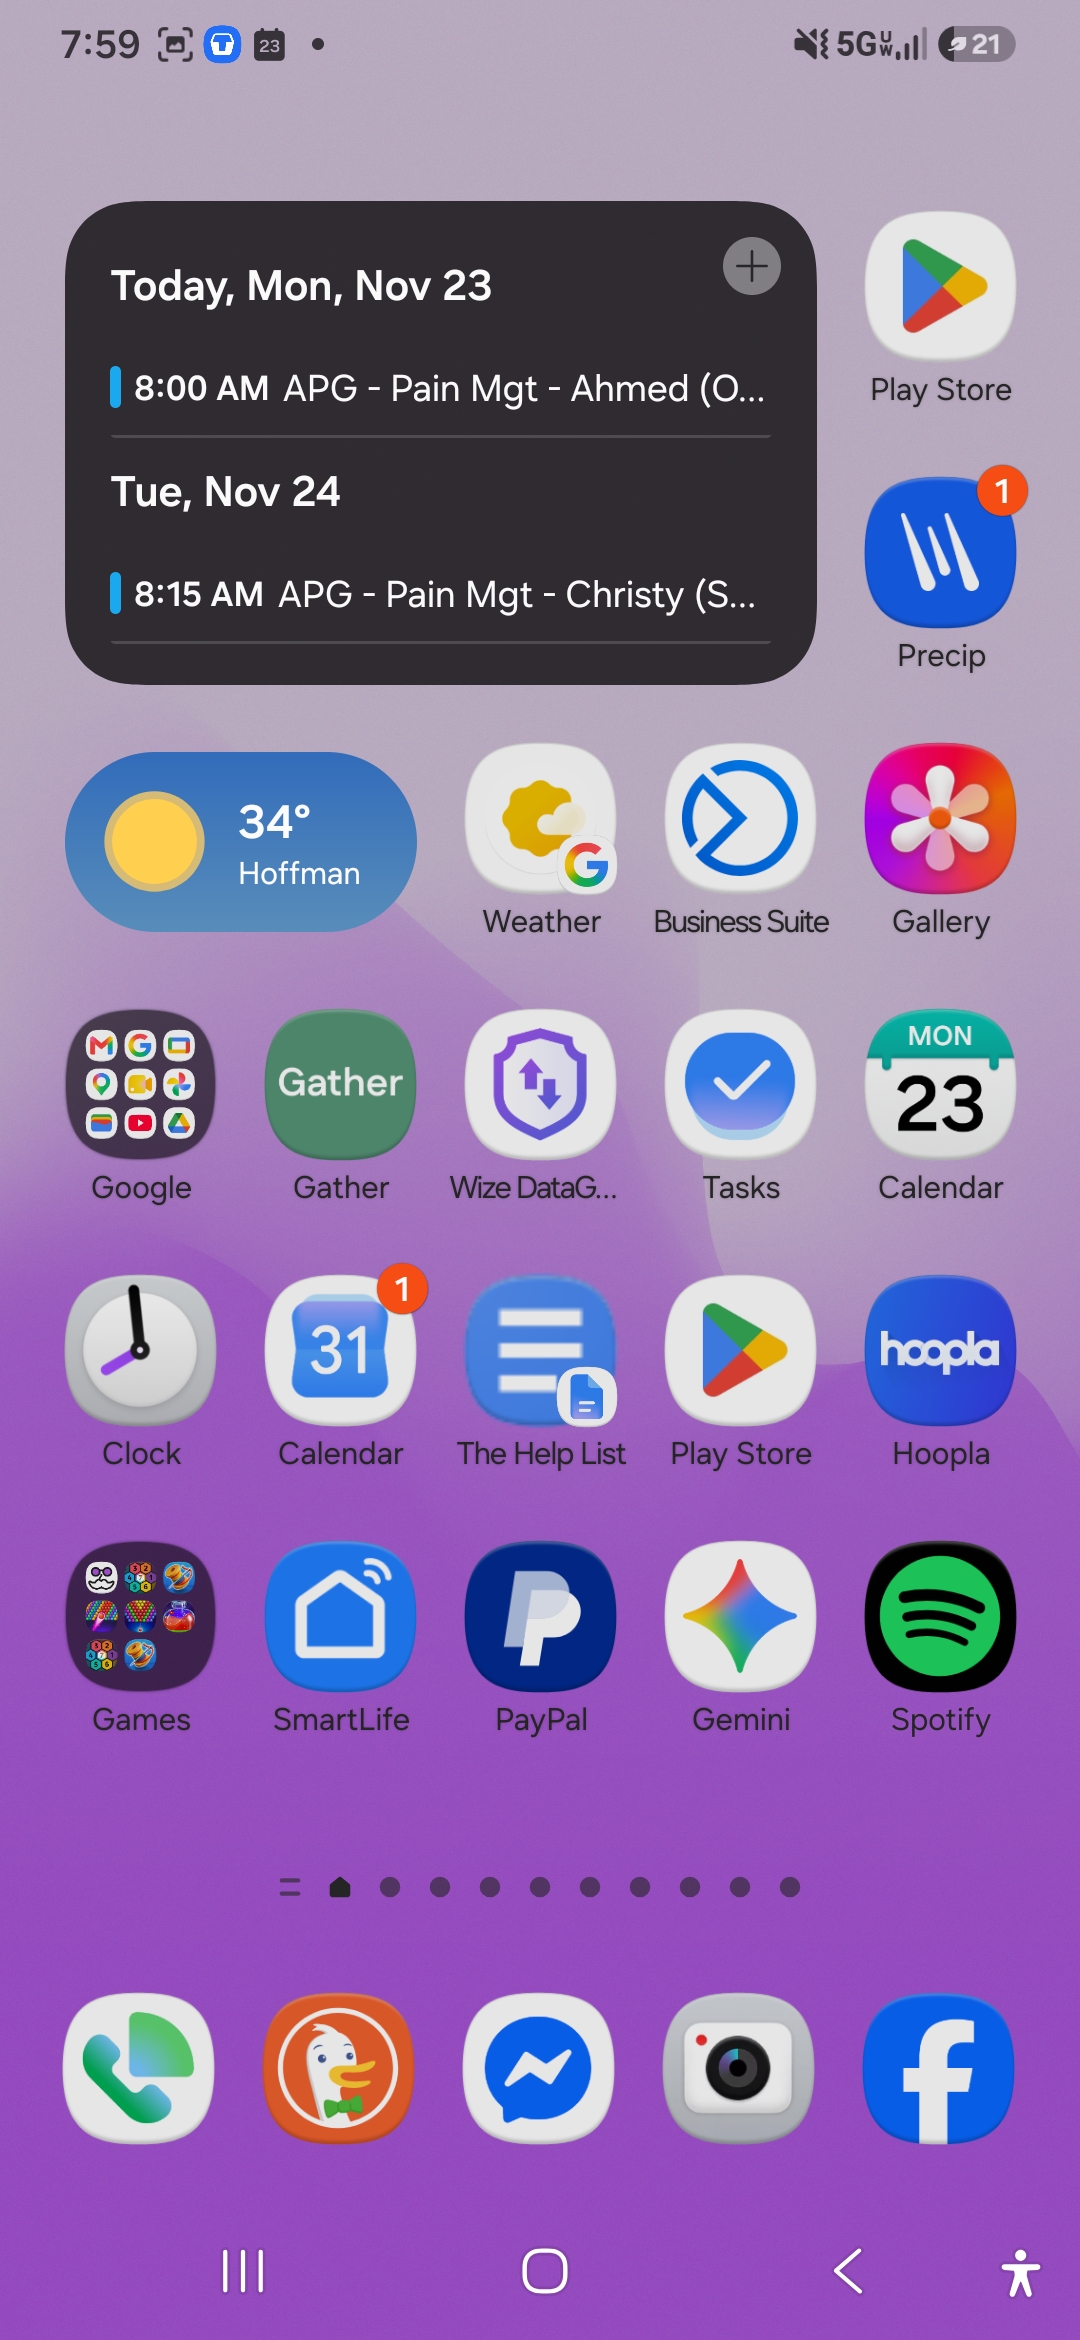 7:59 23 5G UW 21
Today, Mon, Nov 23
8:00 AM APG - Pain Mgt - Ahmed (O...
Tue, Nov 24
8:15 AM APG - Pain Mgt - Christy (S...
Play Store
1
Precip
34°
Hoffman
Weather Business Suite Gallery
Gather
MON
23
Google Gather Wize DataG... Tasks Calendar
31 1 hoopla
Clock Calendar The Help List Play Store Hoopla
Games SmartLife PayPal Gemini Spotify